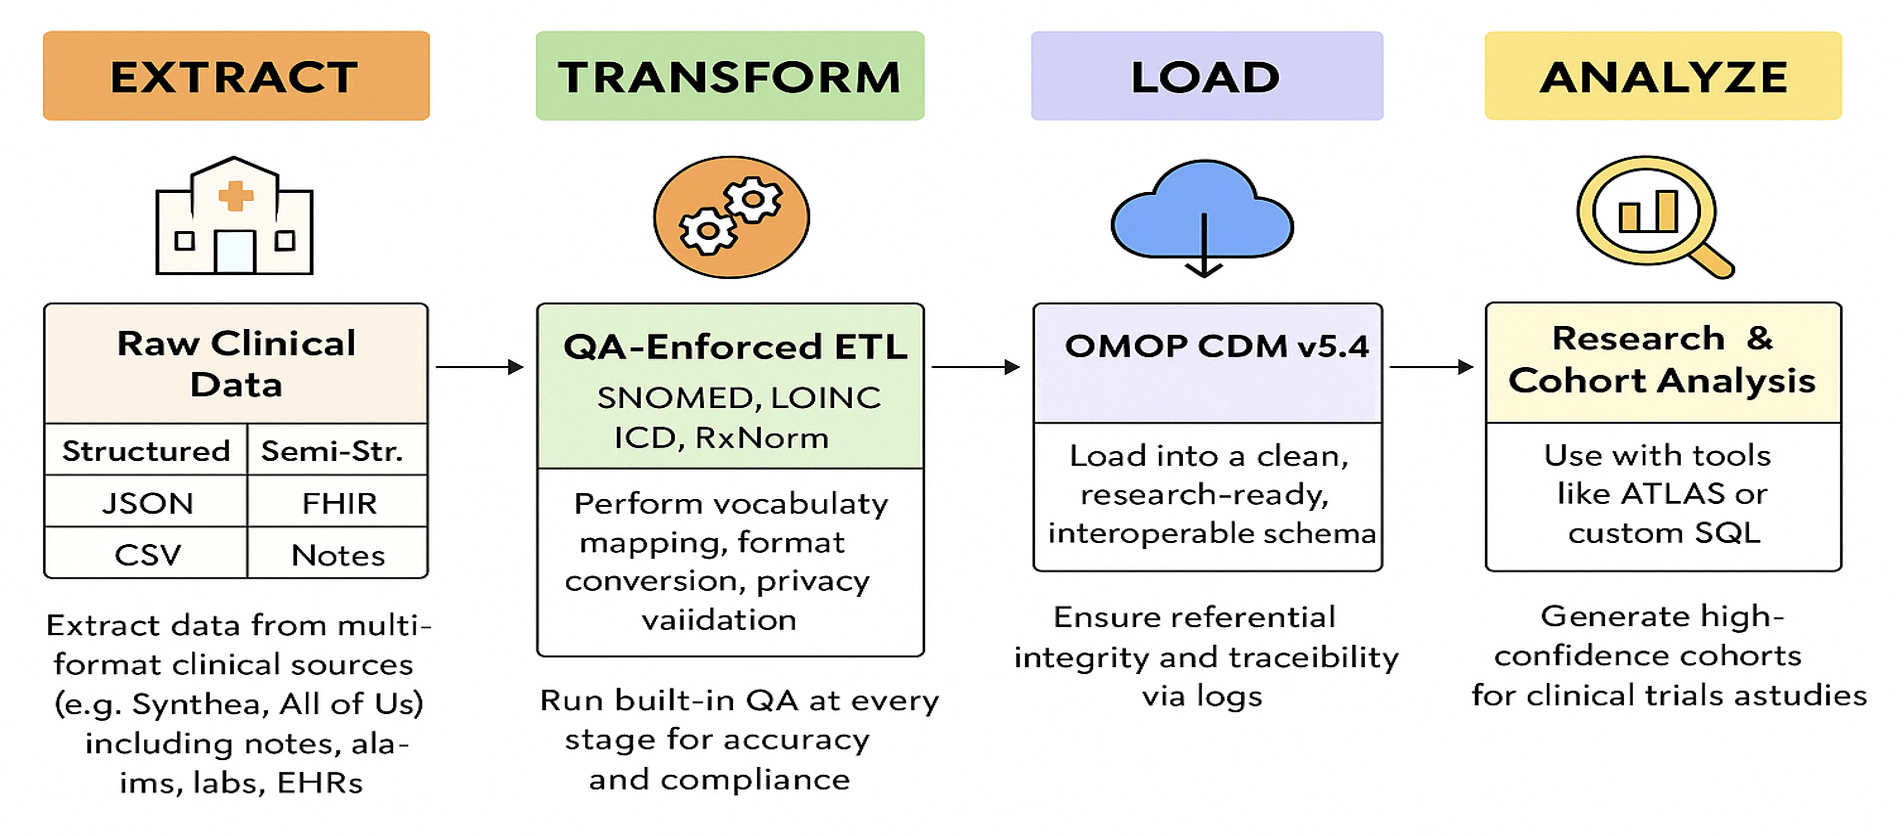 EXTRACT
Raw Clinical
Data
Structured
Semi-Str.
JSON
FHIR
CSV
Notes
Extract data from multi-
format clinical sources
(e.g. Synthea, All of Us)
including notes, ala-
ims, labs, EHRs
TRANSFORM
QA-Enforced ETL
SNOMED, LOINC
ICD, RxNorm
Perform vocabulaty
mapping, format
conversion, privacy
vaiidation
Run built-in QA at every
stage for accuracy
and compliance
LOAD
OMOP CDM v5.4
Load into a clean,
research-ready,
interoperable schema
Ensure referential
integrity and traceibility
via logs
ANALYZE
Research &
Cohort Analysis
Use with tools
like ATLAS or
custom SQL
Generate high-
confidence cohorts
for clinical trials astudies